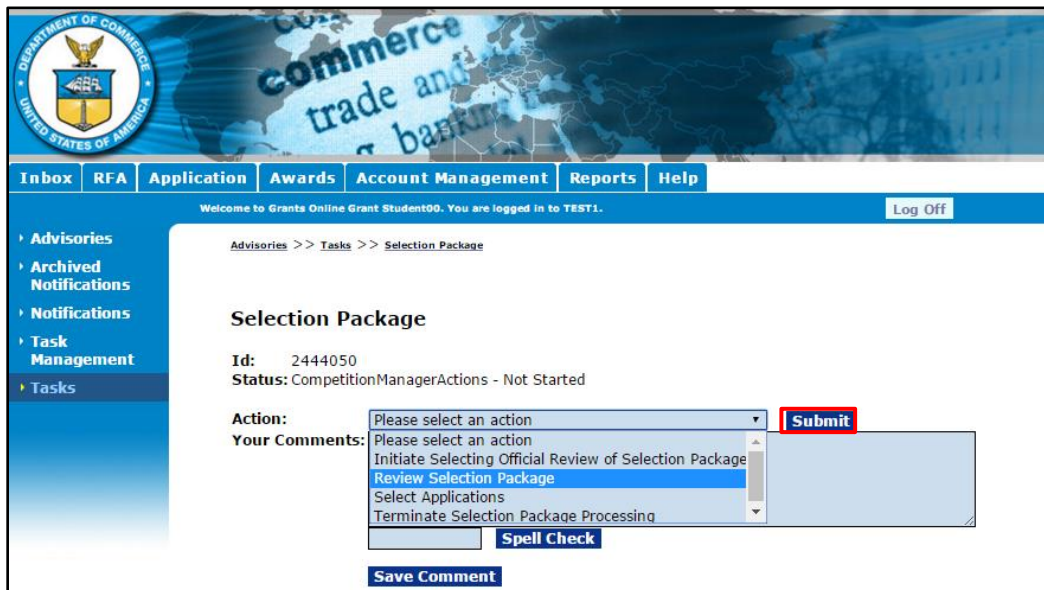 DEPARTMENT OF COMMERCE
UNITED STATES OF AMERICA
com
commerce
trade and
banking
Inbox RFA Application Awards Account Management Reports Help
Welcome to Grants Online Grant Student00. You are logged in to TEST1. Log Off
Advisories
Archived
Notifications
Notifications
Task
Management
Tasks
Advisories >> Tasks >> Selection Package
Selection Package
Id: 2444050
Status: CompetitionManagerActions - Not Started
Action: Please select an action Submit
Your Comments: Please select an action
Initiate Selecting Official Review of Selection Package
Review Selection Package
Select Applications
Terminate Selection Package Processing
Spell Check
Save Comment